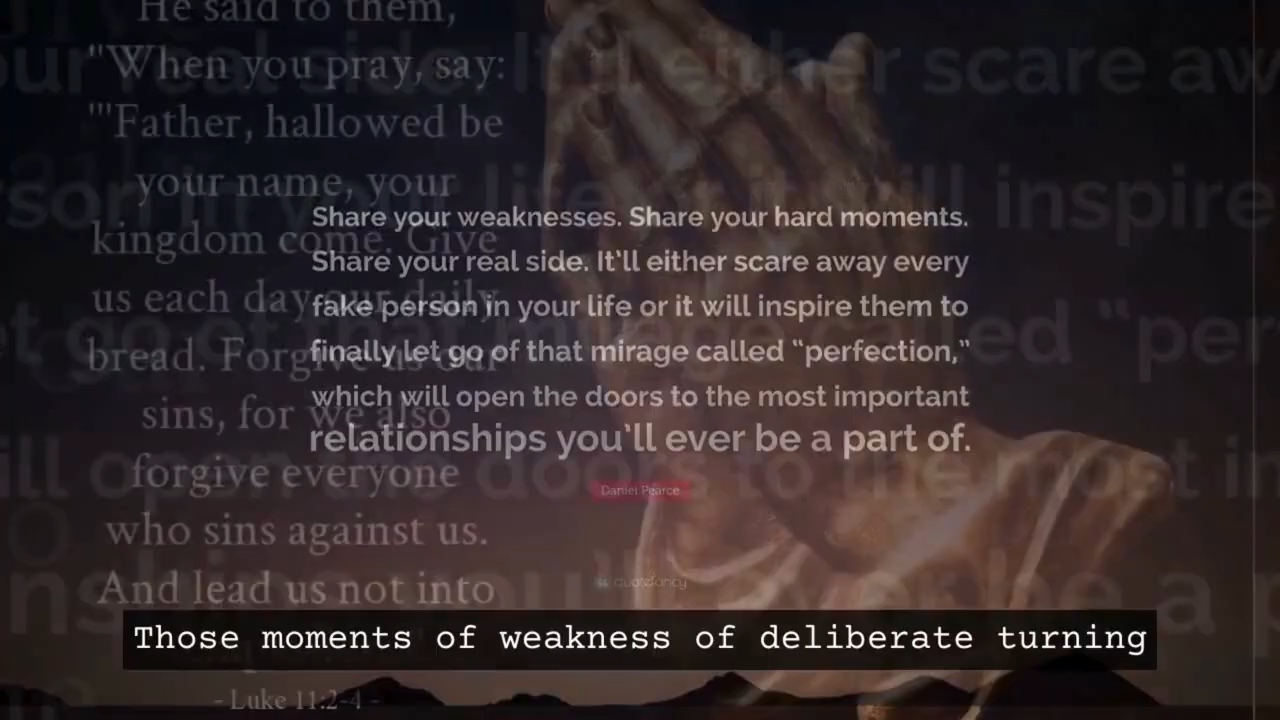 He said to them,
"When you pray, say:
"'Father, hallowed be
your name, your
kingdom come. Give
us each day our daily
bread. Forgive us our
sins, for we also
forgive everyone
who sins against us.
And lead us not into
- Luke 11:2-4 -
Share your weaknesses. Share your hard moments.
Share your real side. It'll either scare away every
fake person in your life or it will inspire them to
finally let go of that mirage called “perfection,”
which will open the doors to the most important
relationships you'll ever be a part of.
Daniel Pearce
quotefancy
Those moments of weakness of deliberate turning